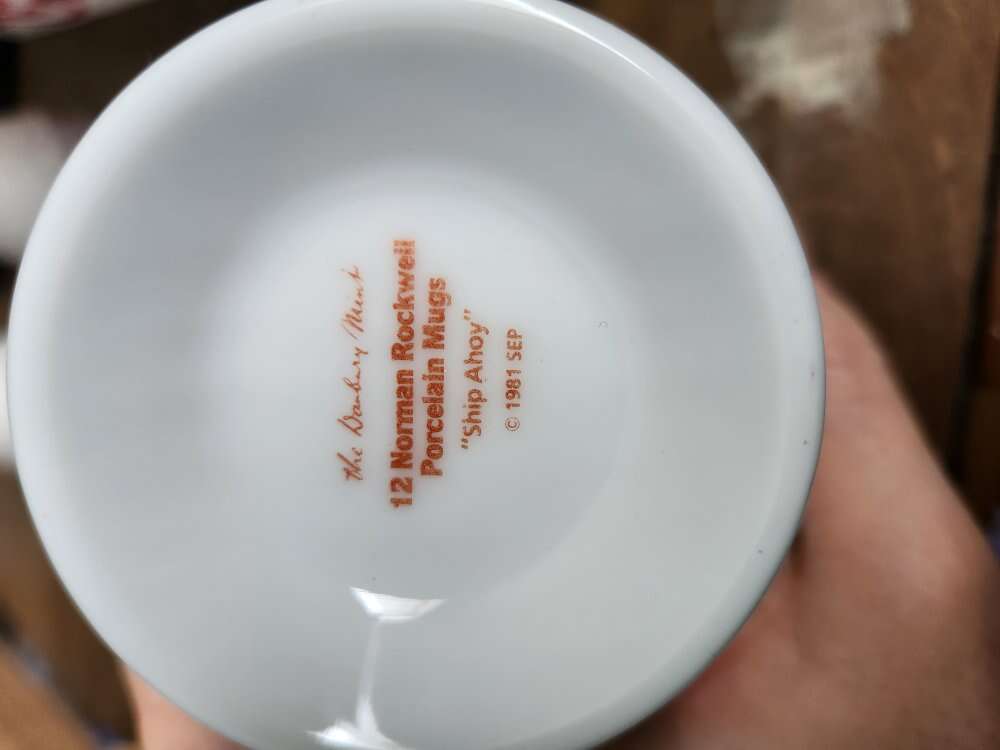 the Danbury Mint
12 Norman Rockwell
Porcelain Mugs
"Ship Ahoy"
© 1981 SEP